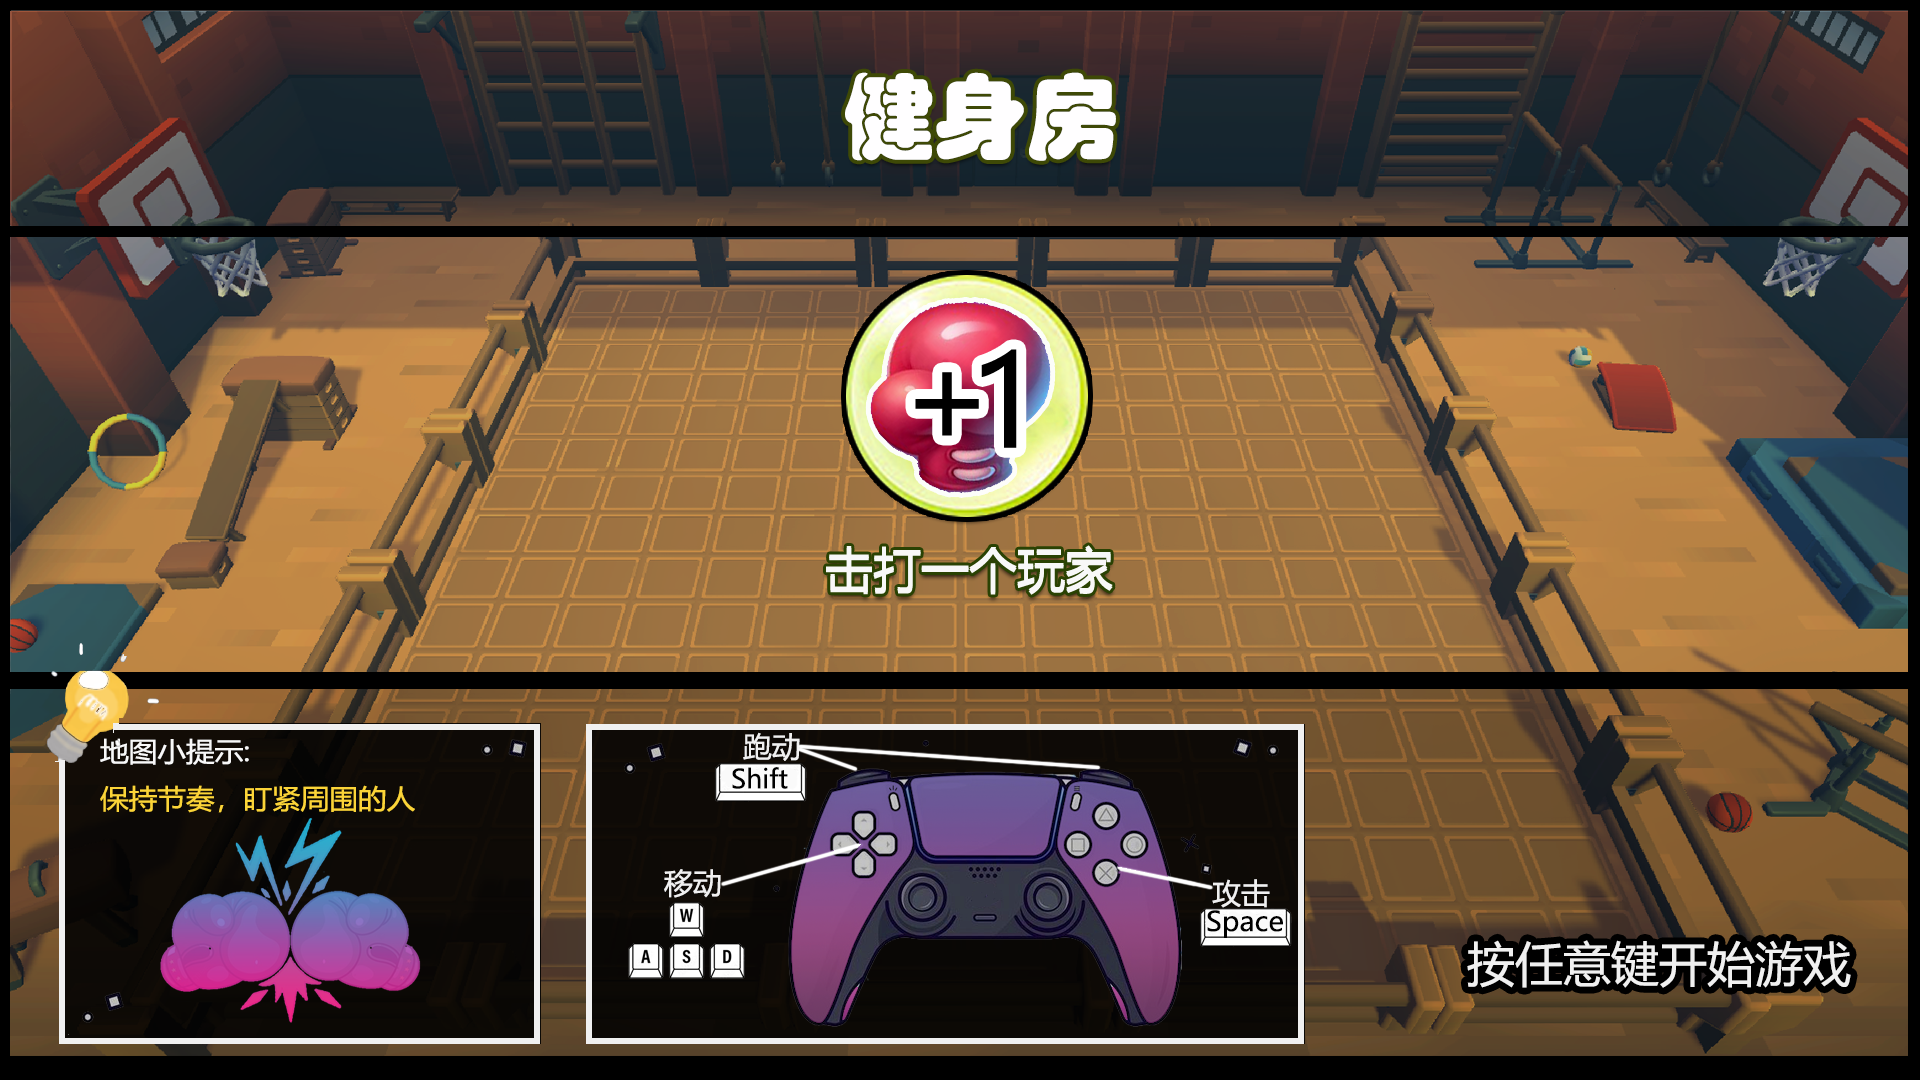 健身房
+1
击打一个玩家
地图小提示:
保持节奏，盯紧周围的人
跑动
Shift
移动
W
A S D
攻击
Space
按任意键开始游戏